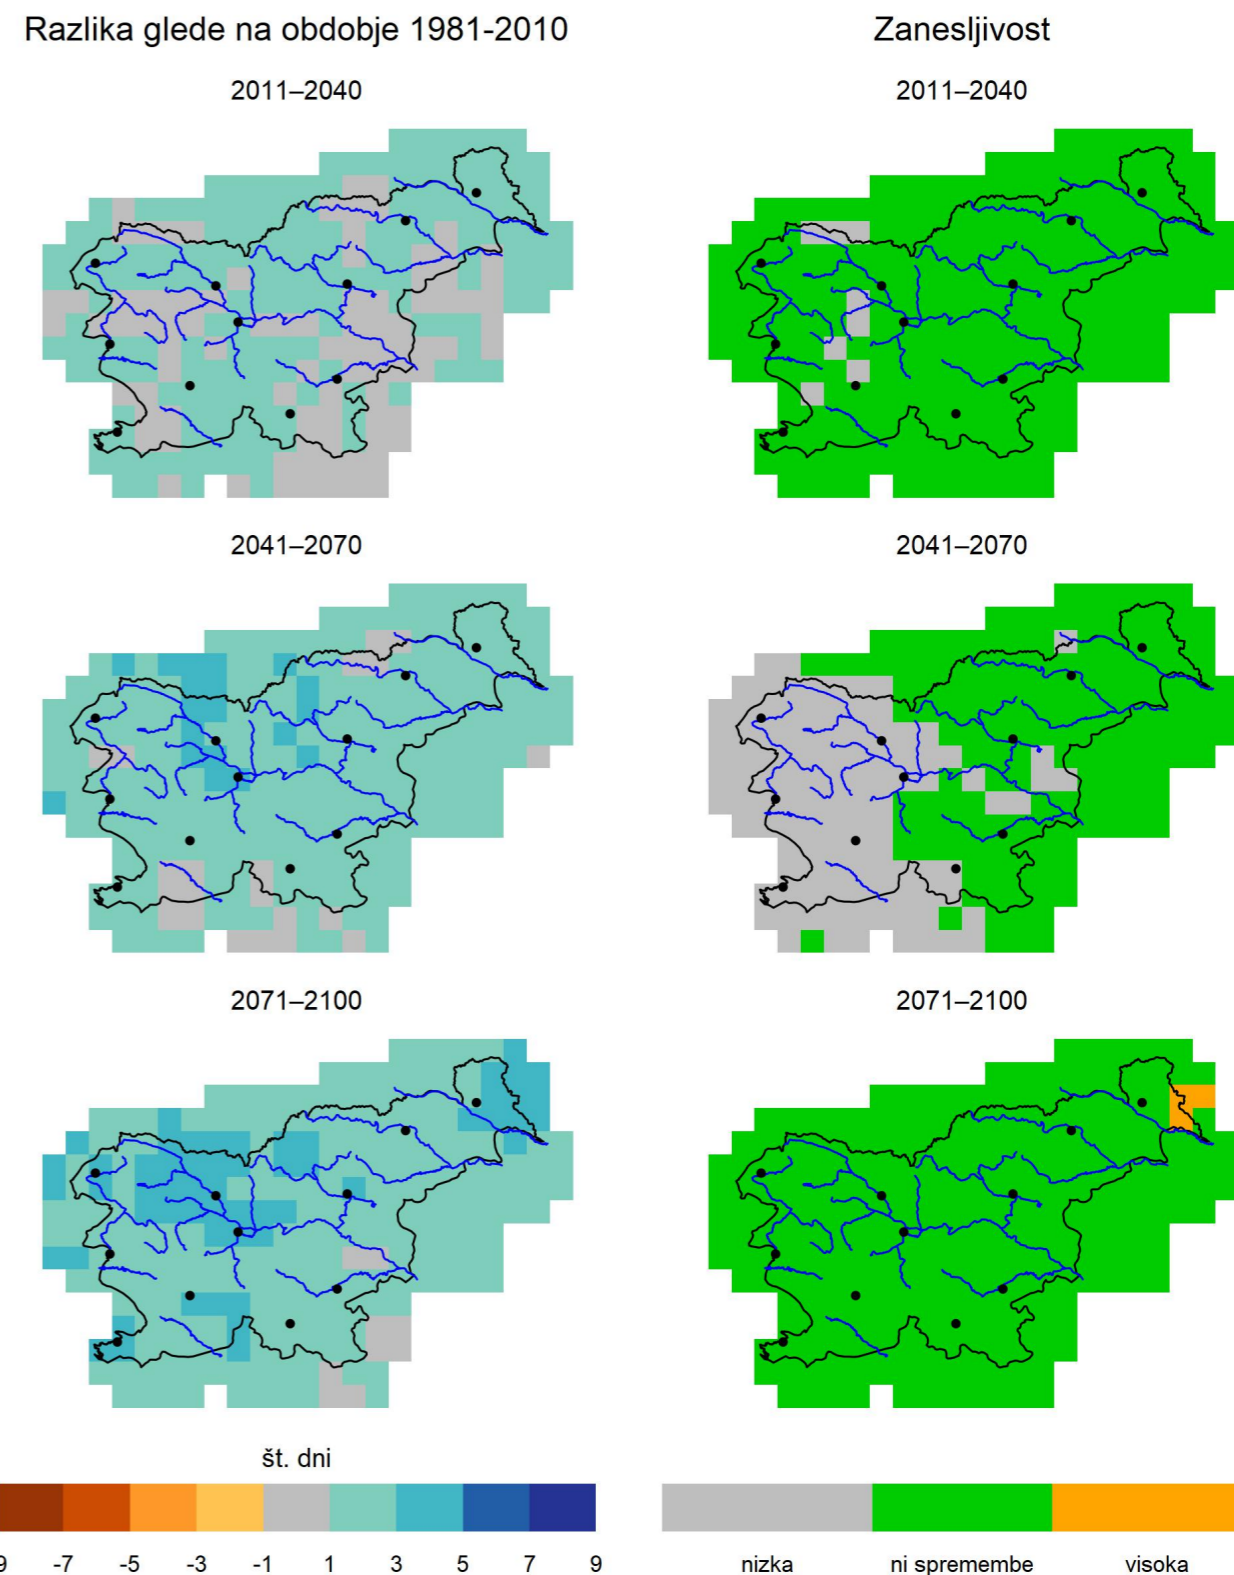 Razlika glede na obdobje 1981-2010
Zanesljivost
2011–2040
2011–2040
2041–2070
2041–2070
2071–2100
2071–2100
št. dni
9 -7 -5 -3 -1 1 3 5 7 9
nizka ni spremembe visoka